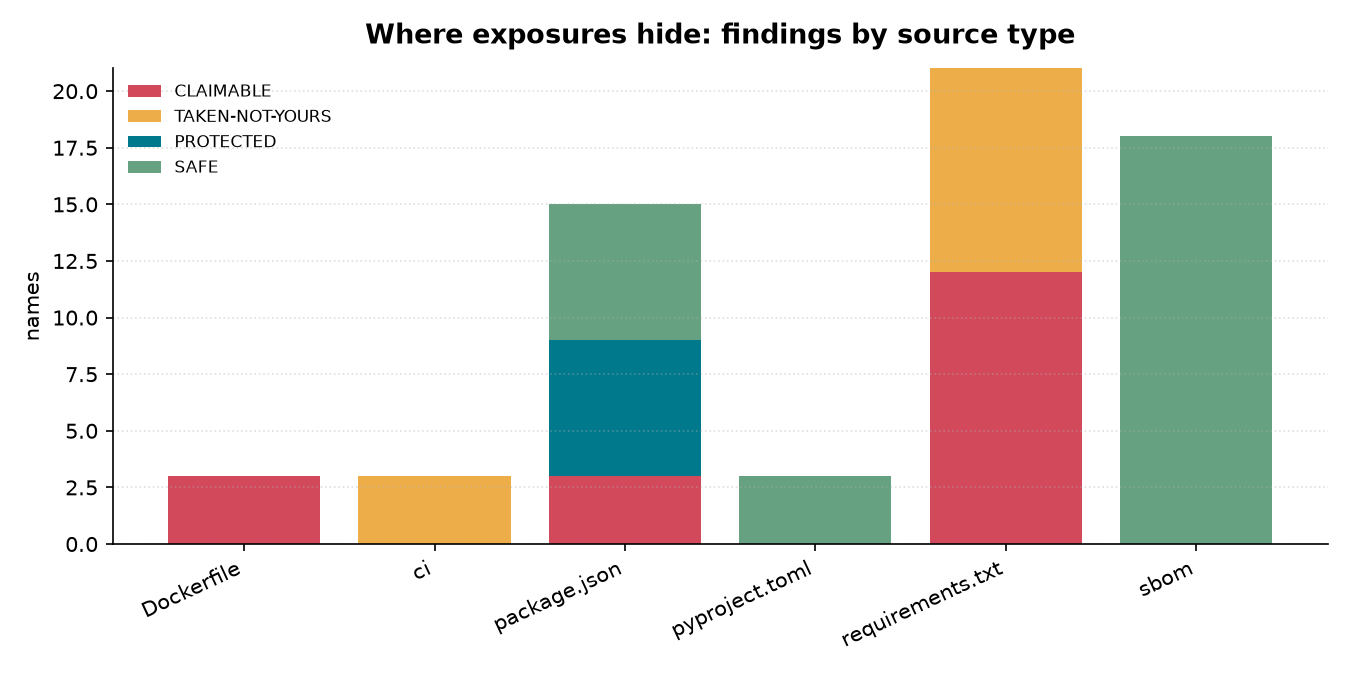 Where exposures hide: findings by source type
20.0
17.5
15.0
12.5
10.0
7.5
5.0
2.5
0.0
names
CLAIMABLE
TAKEN-NOT-YOURS
PROTECTED
SAFE
Dockerfile
ci
package.json
pyproject.toml
requirements.txt
sbom